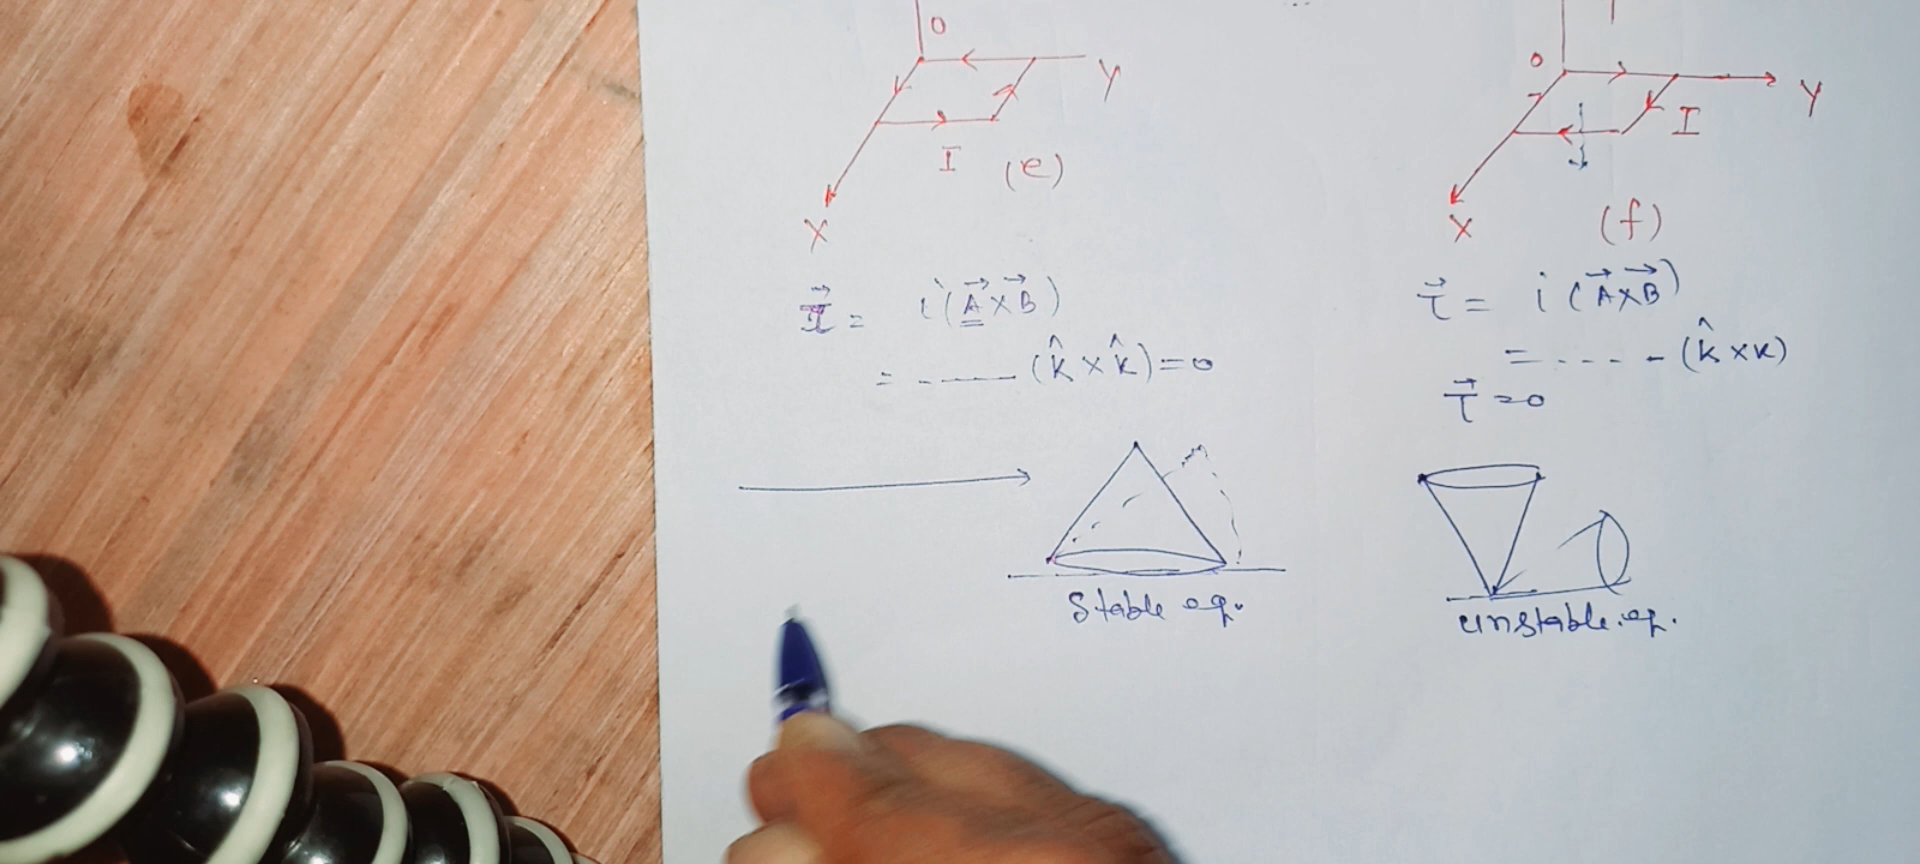 O
Y
I
(e)
X
O
Y
I
X
(f)
= i(A⃗×B⃗)
= ------ (k̂ × k̂) = 0
τ⃗ = i (A⃗×B⃗)
= ---- - (k̂ × k)
τ⃗ = 0
Stable eq.
unstable.eq.